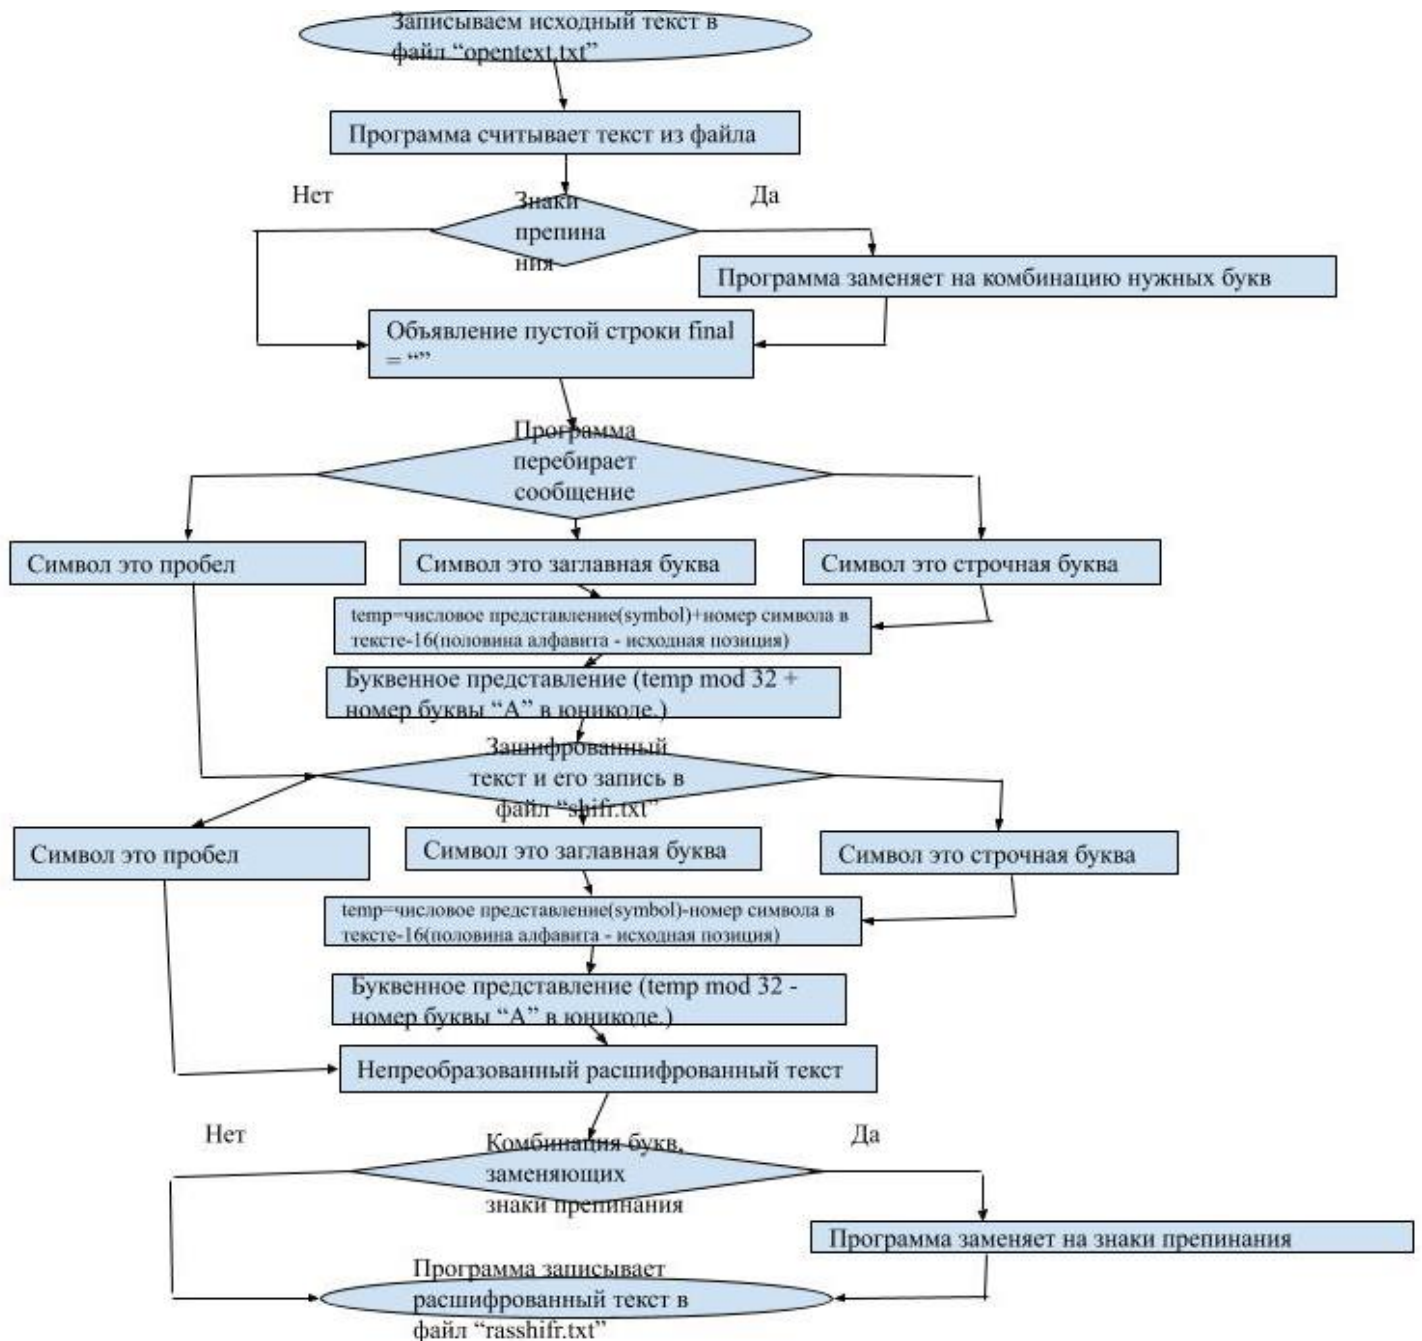 Записываем исходный текст в
файл “opentext.txt”
Программа считывает текст из файла
Нет
Да
Знаки
препина
ния
Программа заменяет на комбинацию нужных букв
Объявление пустой строки final
= “”
Программа
перебирает
сообщение
Символ это пробел
Символ это заглавная буква
Символ это строчная буква
temp=числовое представление(symbol)+номер символа в
тексте-16(половина алфавита - исходная позиция)
Буквенное представление (temp mod 32 +
номер буквы “А” в юникоде.)
Зашифрованный
текст и его запись в
файл “shifr.txt”
Символ это пробел
Символ это заглавная буква
Символ это строчная буква
temp=числовое представление(symbol)-номер символа в
тексте-16(половина алфавита - исходная позиция)
Буквенное представление (temp mod 32 -
номер буквы “А” в юникоде.)
Непреобразованный расшифрованный текст
Нет
Да
Комбинация букв,
заменяющих
знаки препинания
Программа заменяет на знаки препинания
Программа записывает
расшифрованный текст в
файл “rasshifr.txt”